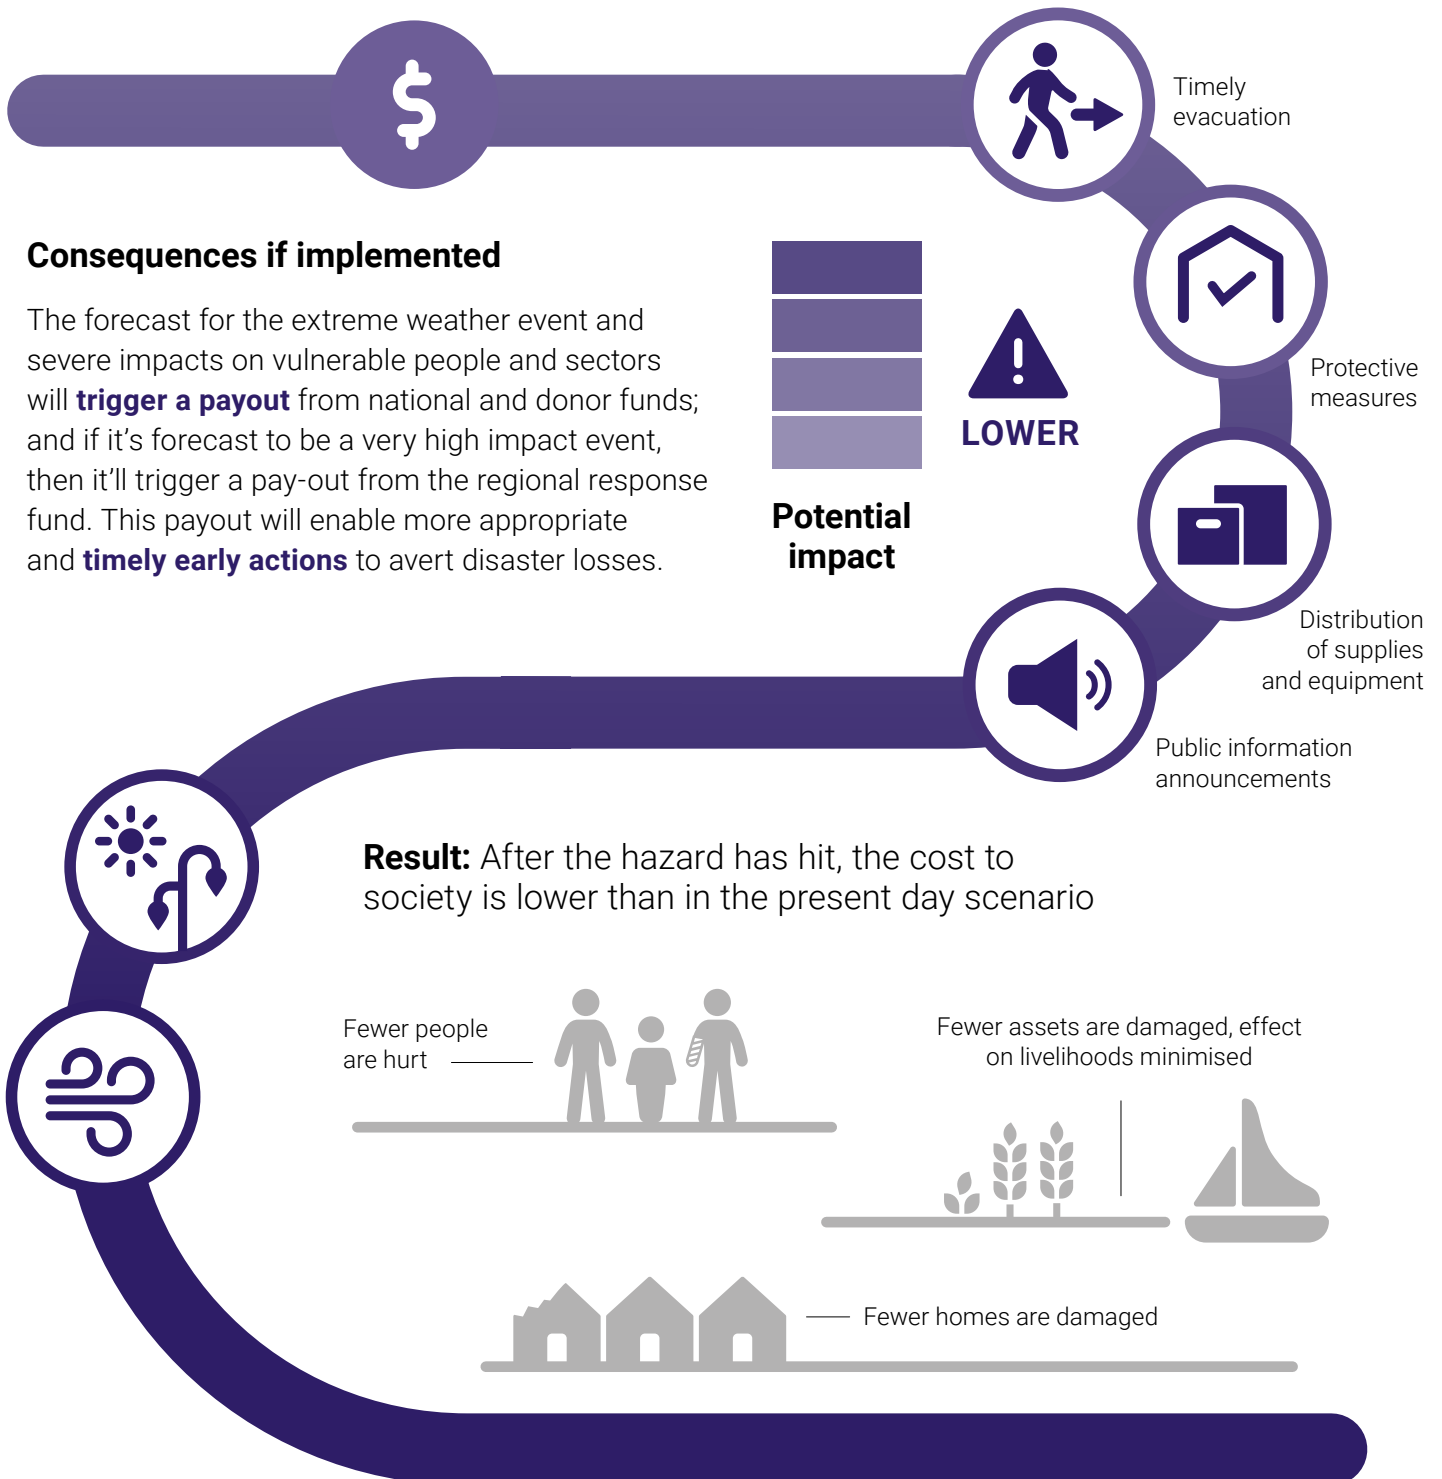 Timely
evacuation
Consequences if implemented
The forecast for the extreme weather event and
severe impacts on vulnerable people and sectors
will trigger a payout from national and donor funds;
and if it's forecast to be a very high impact event,
then it'll trigger a pay-out from the regional response
fund. This payout will enable more appropriate
and timely early actions to avert disaster losses.
LOWER
Potential
impact
Protective
measures
Distribution
of supplies
and equipment
Public information
announcements
Result: After the hazard has hit, the cost to
society is lower than in the present day scenario
Fewer people
are hurt
Fewer assets are damaged, effect
on livelihoods minimised
Fewer homes are damaged